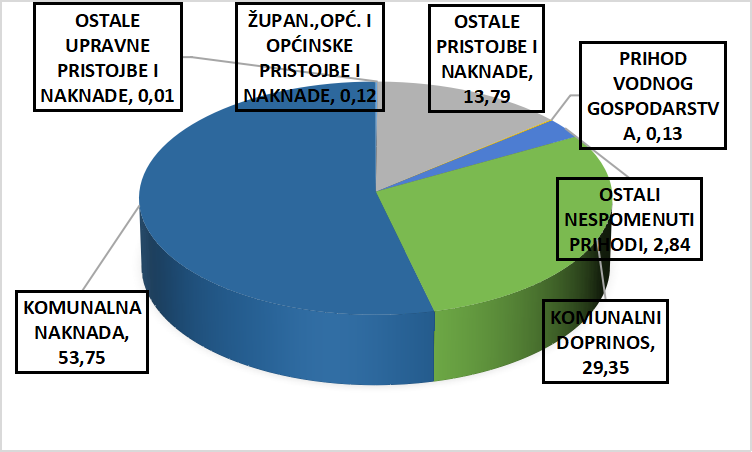 OSTALE
UPRAVNE
PRISTOJBE I
NAKNADE, 0,01
ŽUPAN.,OPĆ. I
OPĆINSKE
PRISTOJBE I
NAKNADE, 0,12
OSTALE
PRISTOJBE I
NAKNADE,
13,79
PRIHOD
VODNOG
GOSPODARSTV
A, 0,13
OSTALI
NESPOMENUTI
PRIHODI, 2,84
KOMUNALNI
DOPRINOS,
29,35
KOMUNALNA
NAKNADA,
53,75